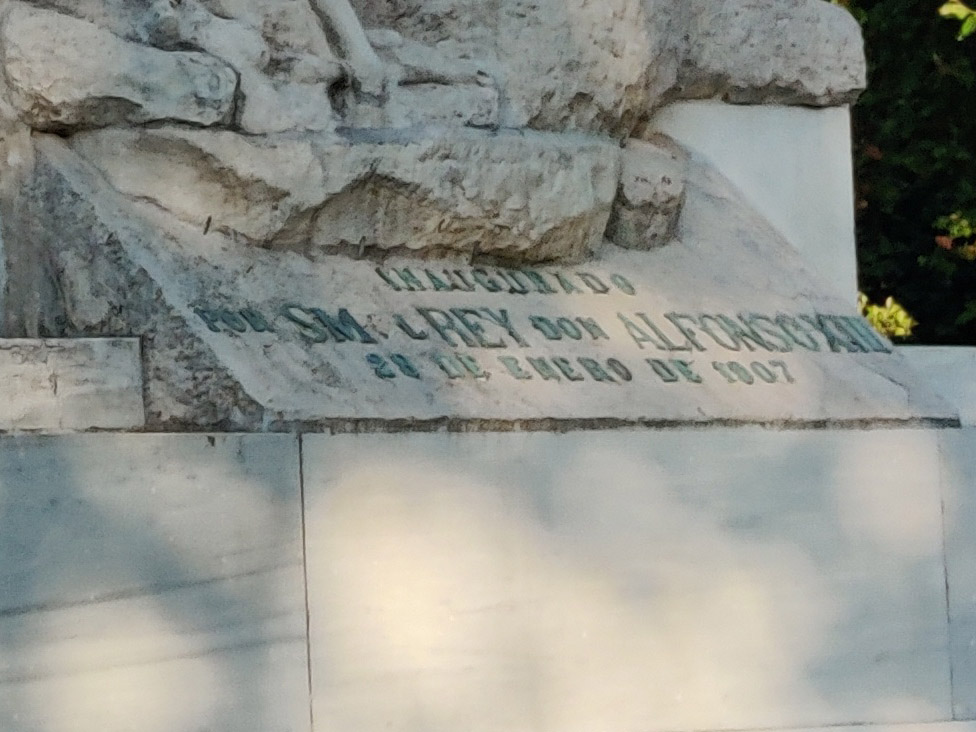 INAUGURADO
POR SM. EL REY DON ALFONSO XIII
28 DE ENERO DE 1907